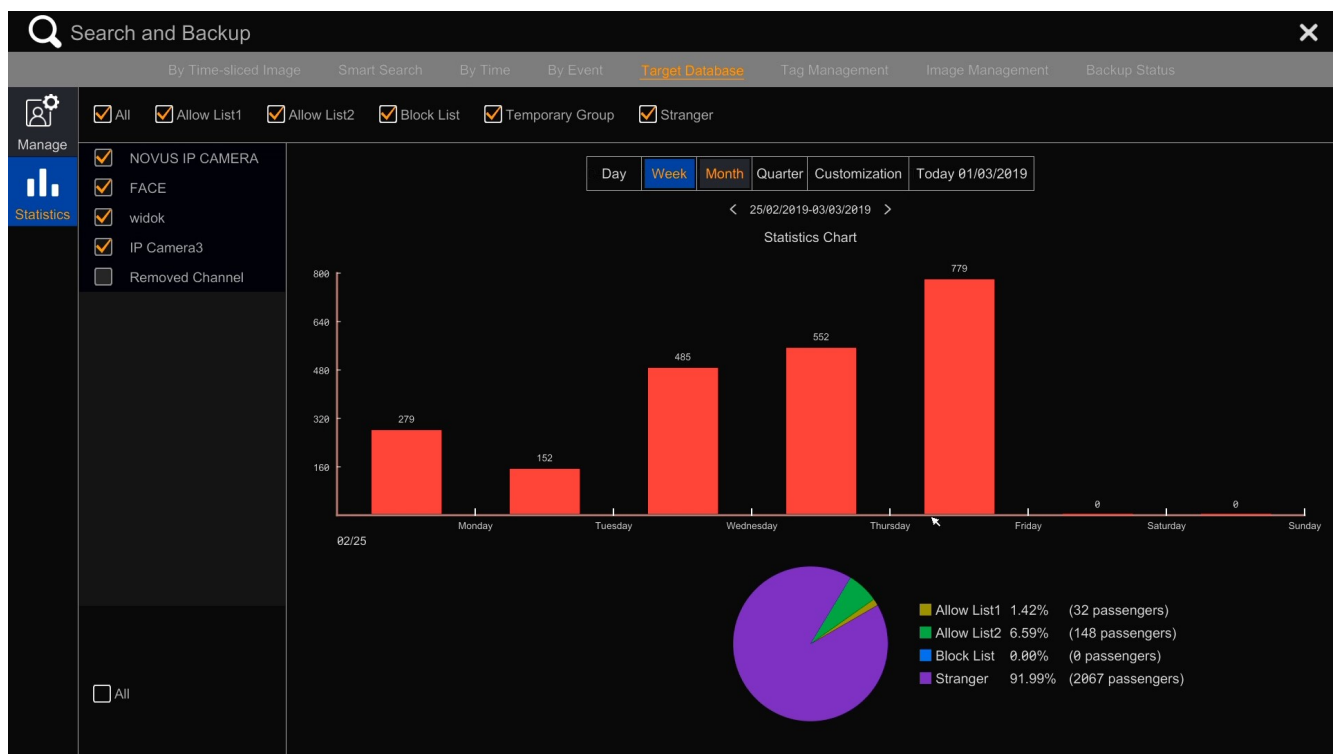 Search and Backup
By Time-sliced Image Smart Search By Time By Event Target Database Tag Management Image Management Backup Status
Manage
Statistics
All Allow List1 Allow List2 Block List Temporary Group Stranger
NOVUS IP CAMERA
FACE
widok
IP Camera3
Removed Channel
All
Day Week Month Quarter Customization Today 01/03/2019
< 25/02/2019-03/03/2019 >
Statistics Chart
800
640
480
320
160
279 152 485 552 779 0 0
Monday Tuesday Wednesday Thursday Friday Saturday Sunday
02/25
Allow List1 1.42% (32 passengers)
Allow List2 6.59% (148 passengers)
Block List 0.00% (0 passengers)
Stranger 91.99% (2067 passengers)